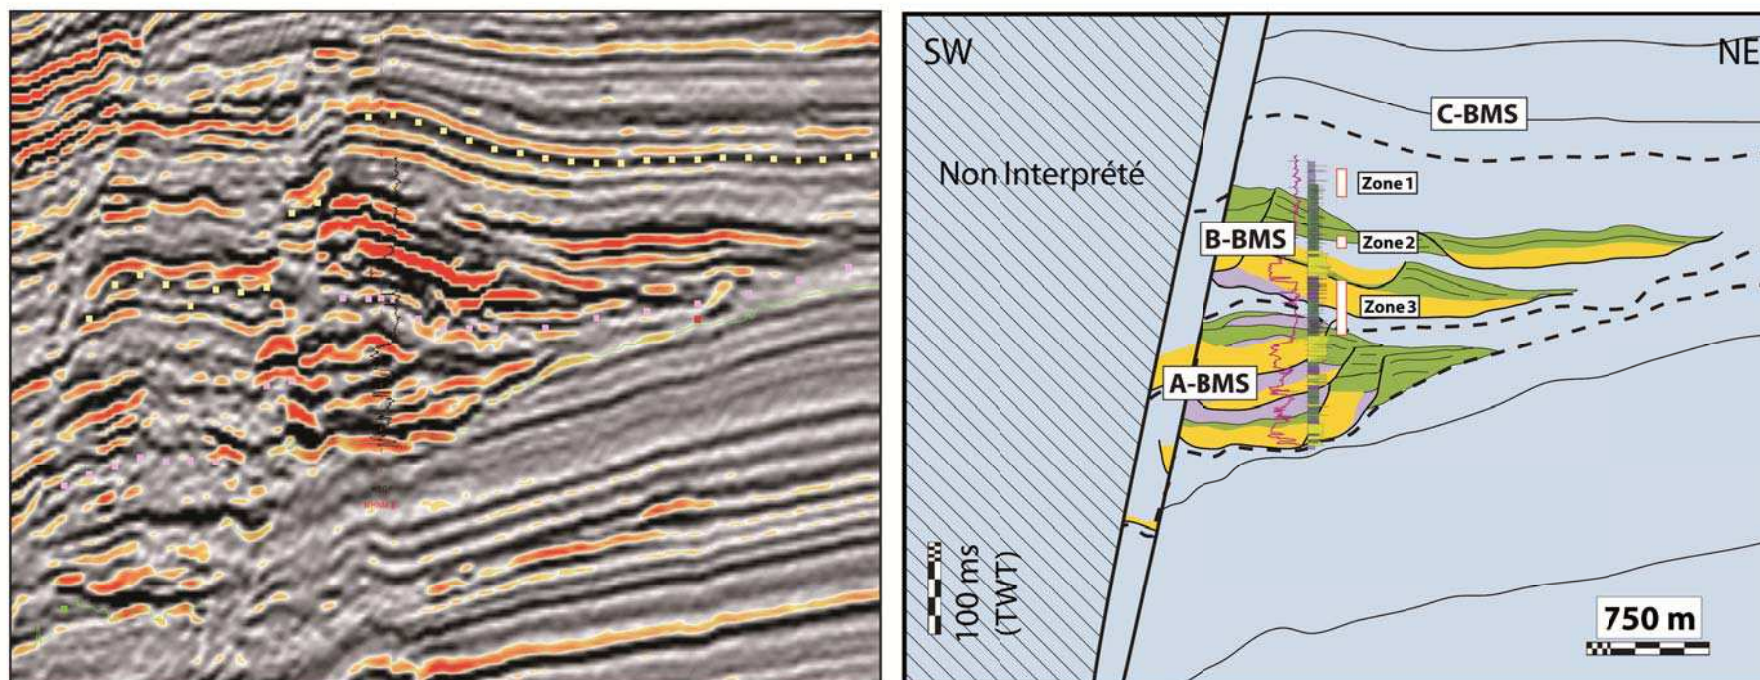 SW
NE
C-BMS
Non Interprété
Zone 1
B-BMS
Zone 2
Zone 3
A-BMS
100 ms
(TWT)
750 m